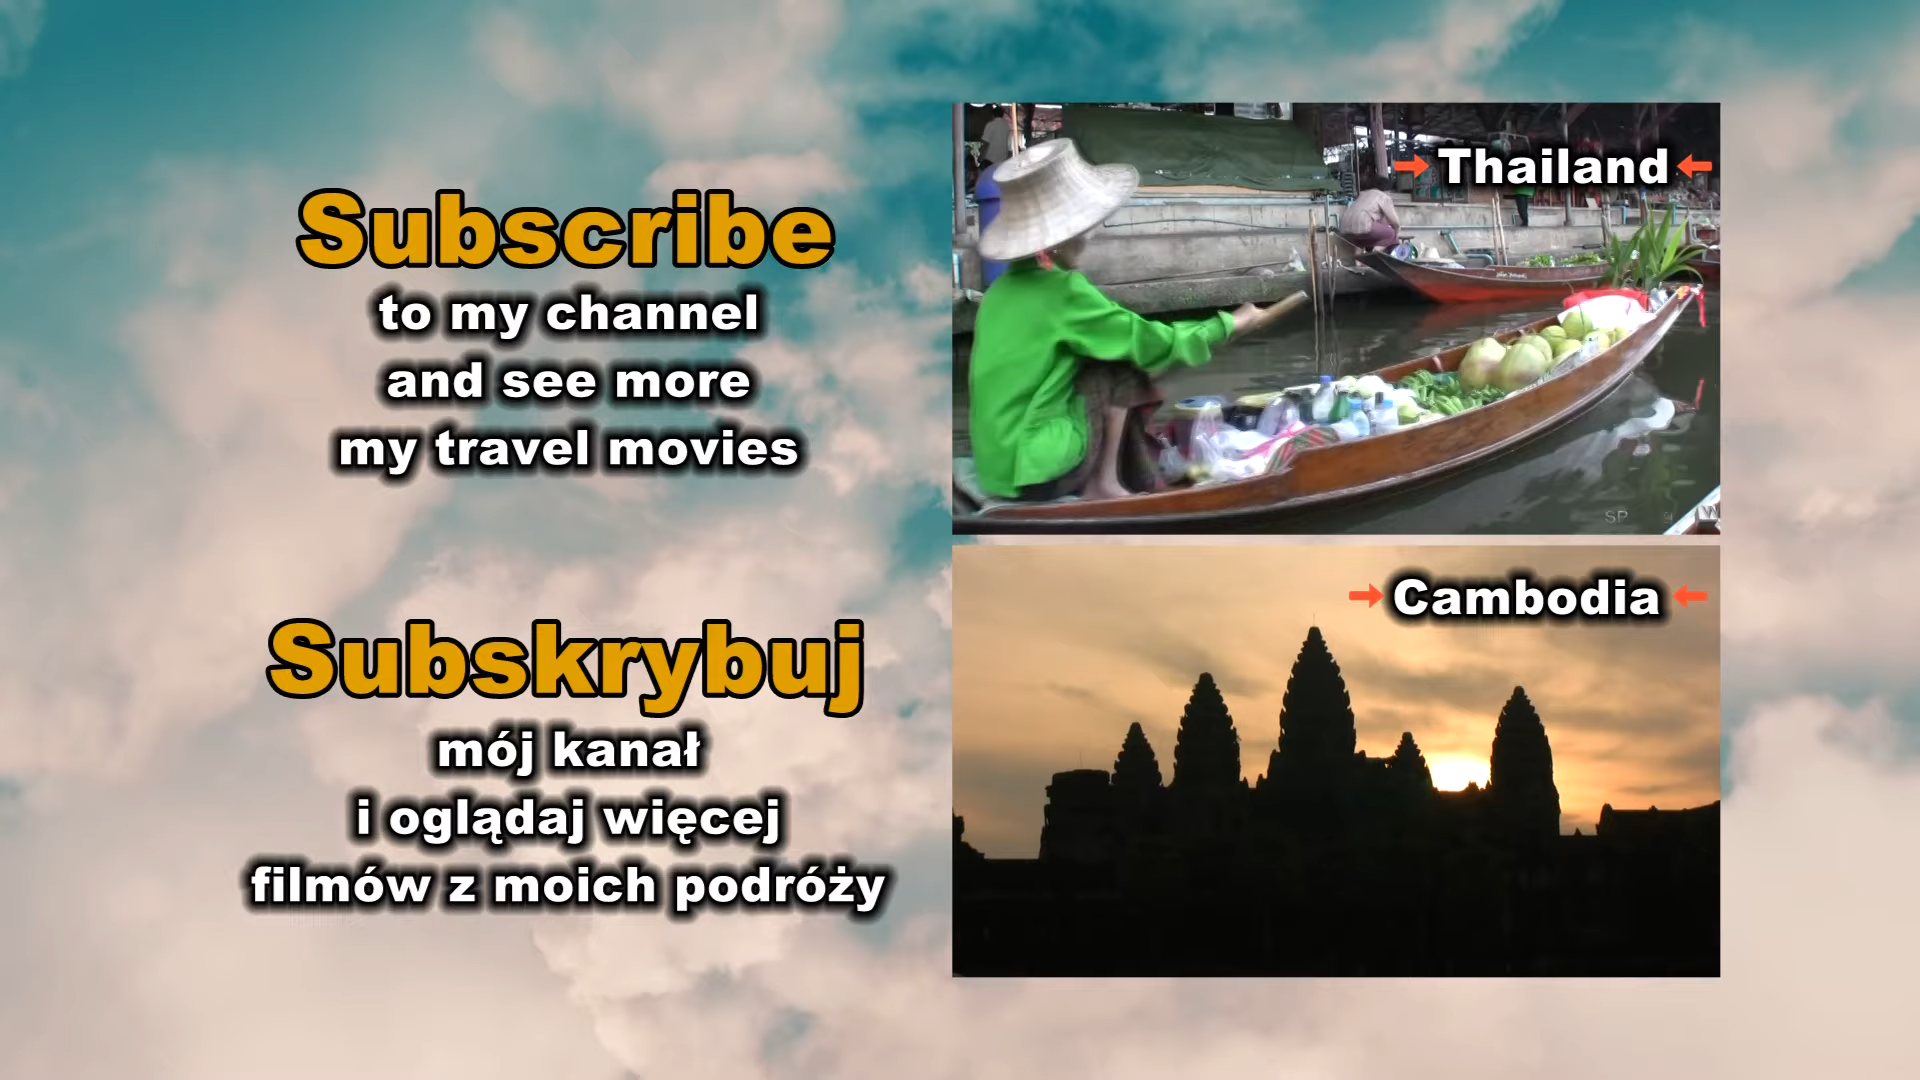 Subscribe
to my channel
and see more
my travel movies
Subskrybuj
mój kanał
i oglądaj więcej
filmów z moich podróży
Thailand
Cambodia